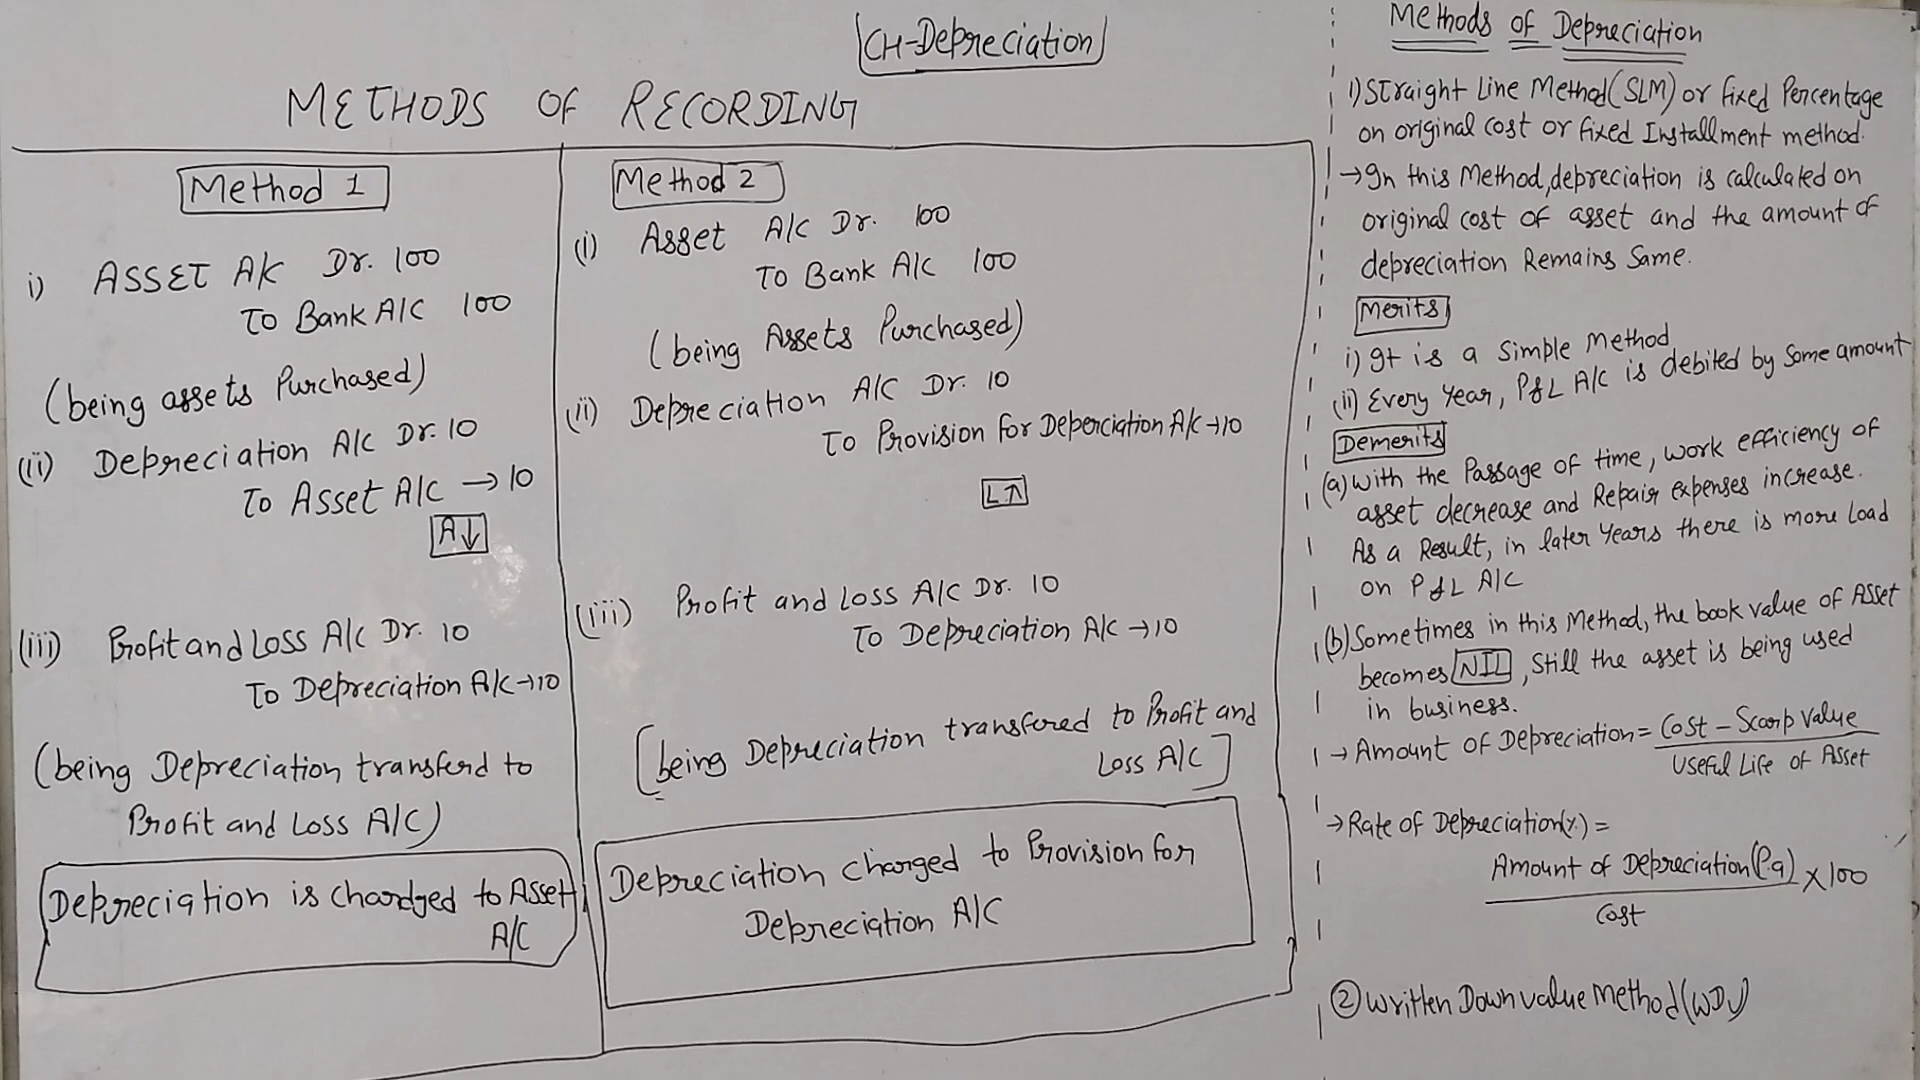 CH-Depreciation
METHODS OF RECORDING
Method 1
i) ASSET A/C Dr. 100
To Bank A/C 100
(being assets Purchased)
(ii) Depreciation A/C Dr. 10
To Asset A/C → 10
A↓
(iii) Profit and Loss A/C Dr. 10
To Depreciation A/C → 10
(being Depreciation transferd to
Profit and Loss A/C)
Depreciation is chardged to Asset
A/C
Method 2
(i) Asset A/C Dr. 100
To Bank A/C 100
(being Assets Purchased)
(ii) Depreciation A/C Dr. 10
To Provision for Deperciation A/C → 10
L↑
(iii) Profit and Loss A/C Dr. 10
To Depreciation A/C → 10
[being Depreciation transfered to Profit and
Loss A/C]
Depreciation charged to Provision for
Depreciation A/C
Methods of Depreciation
1) Straight Line Method (SLM) or fixed Percentage
on original cost or fixed Installment method.
→ In this Method, depreciation is calculated on
original cost of asset and the amount of
depreciation Remains Same.
Merits
i) It is a simple Method
(ii) Every Year, P&L A/C is debited by Same amount
Demerits
(a) With the Passage of time, work efficiency of
asset decrease and Repair expenses increase.
As a Result, in later Years there is more Load
on P&L A/C
(b) Sometimes in this Method, the book value of Asset
becomes NIL, Still the asset is being used
in business.
→ Amount of Depreciation = Cost - Scarp Value
Useful Life of Asset
→ Rate of Depreciation(%) =
Amount of Depreciation (P.a) × 100
Cost
② Written Down value Method (WDV)